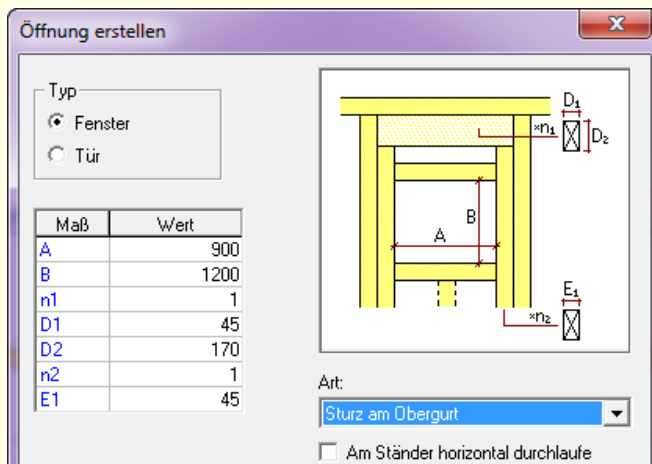 Öffnung erstellen
Typ
Fenster
Tür
Maß Wert
A 900
B 1200
n1 1
D1 45
D2 170
n2 1
E1 45
D₁
*n₁
D₂
B
A
E₁
*n₂
Art:
Sturz am Obergurt
Am Ständer horizontal durchlaufe